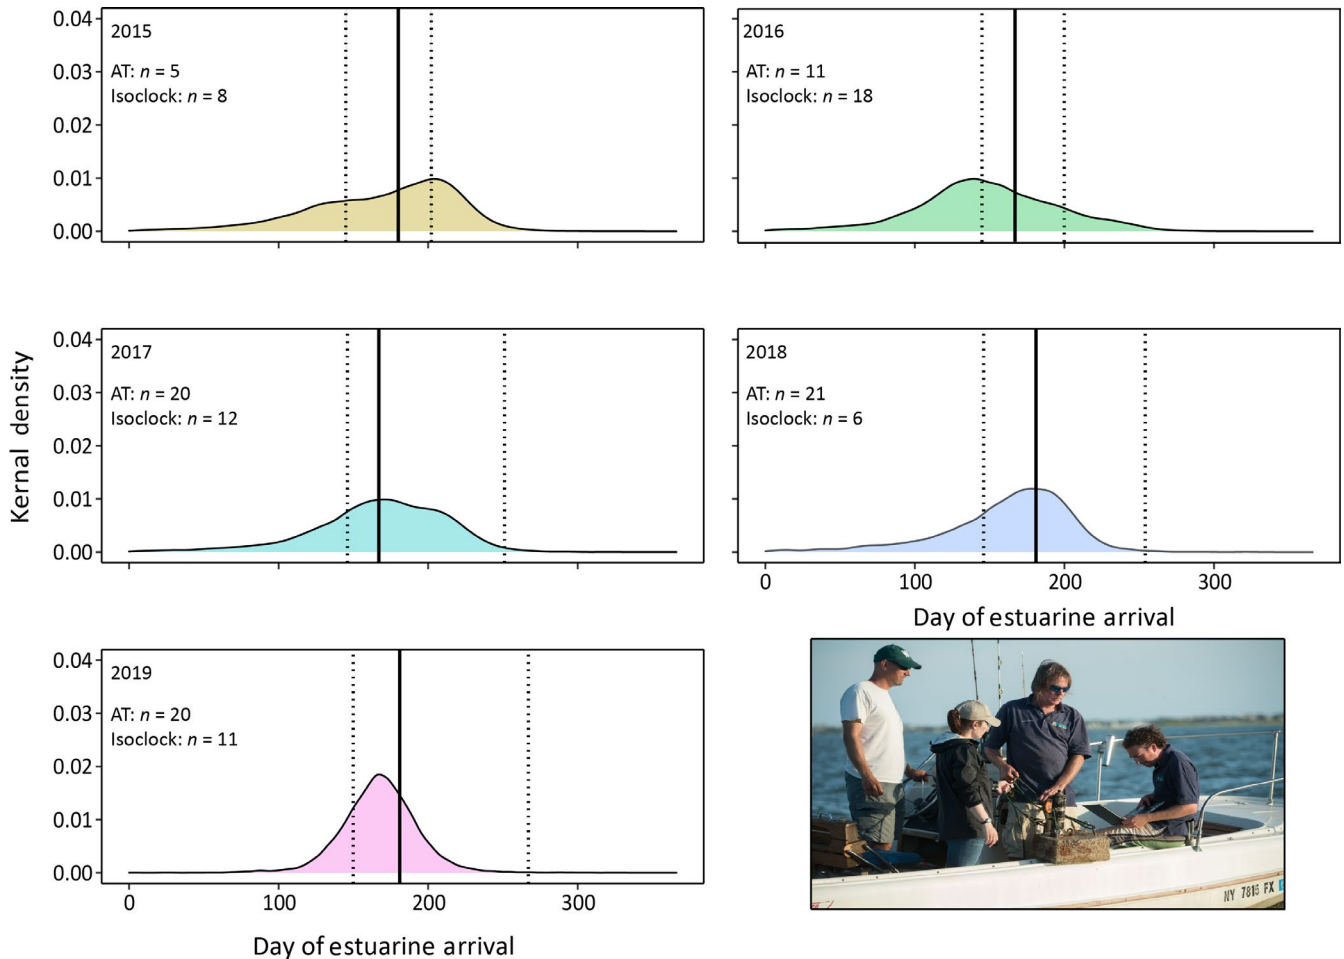 0.04
0.03
0.02
0.01
0.00
2015
AT: n = 5
Isoclock: n = 8
2016
AT: n = 11
Isoclock: n = 18
Kernal density
0.04
0.03
0.02
0.01
0.00
2017
AT: n = 20
Isoclock: n = 12
2018
AT: n = 21
Isoclock: n = 6
0 100 200 300
Day of estuarine arrival
0.04
0.03
0.02
0.01
0.00
2019
AT: n = 20
Isoclock: n = 11
0 100 200 300
Day of estuarine arrival
NY 7815 FX